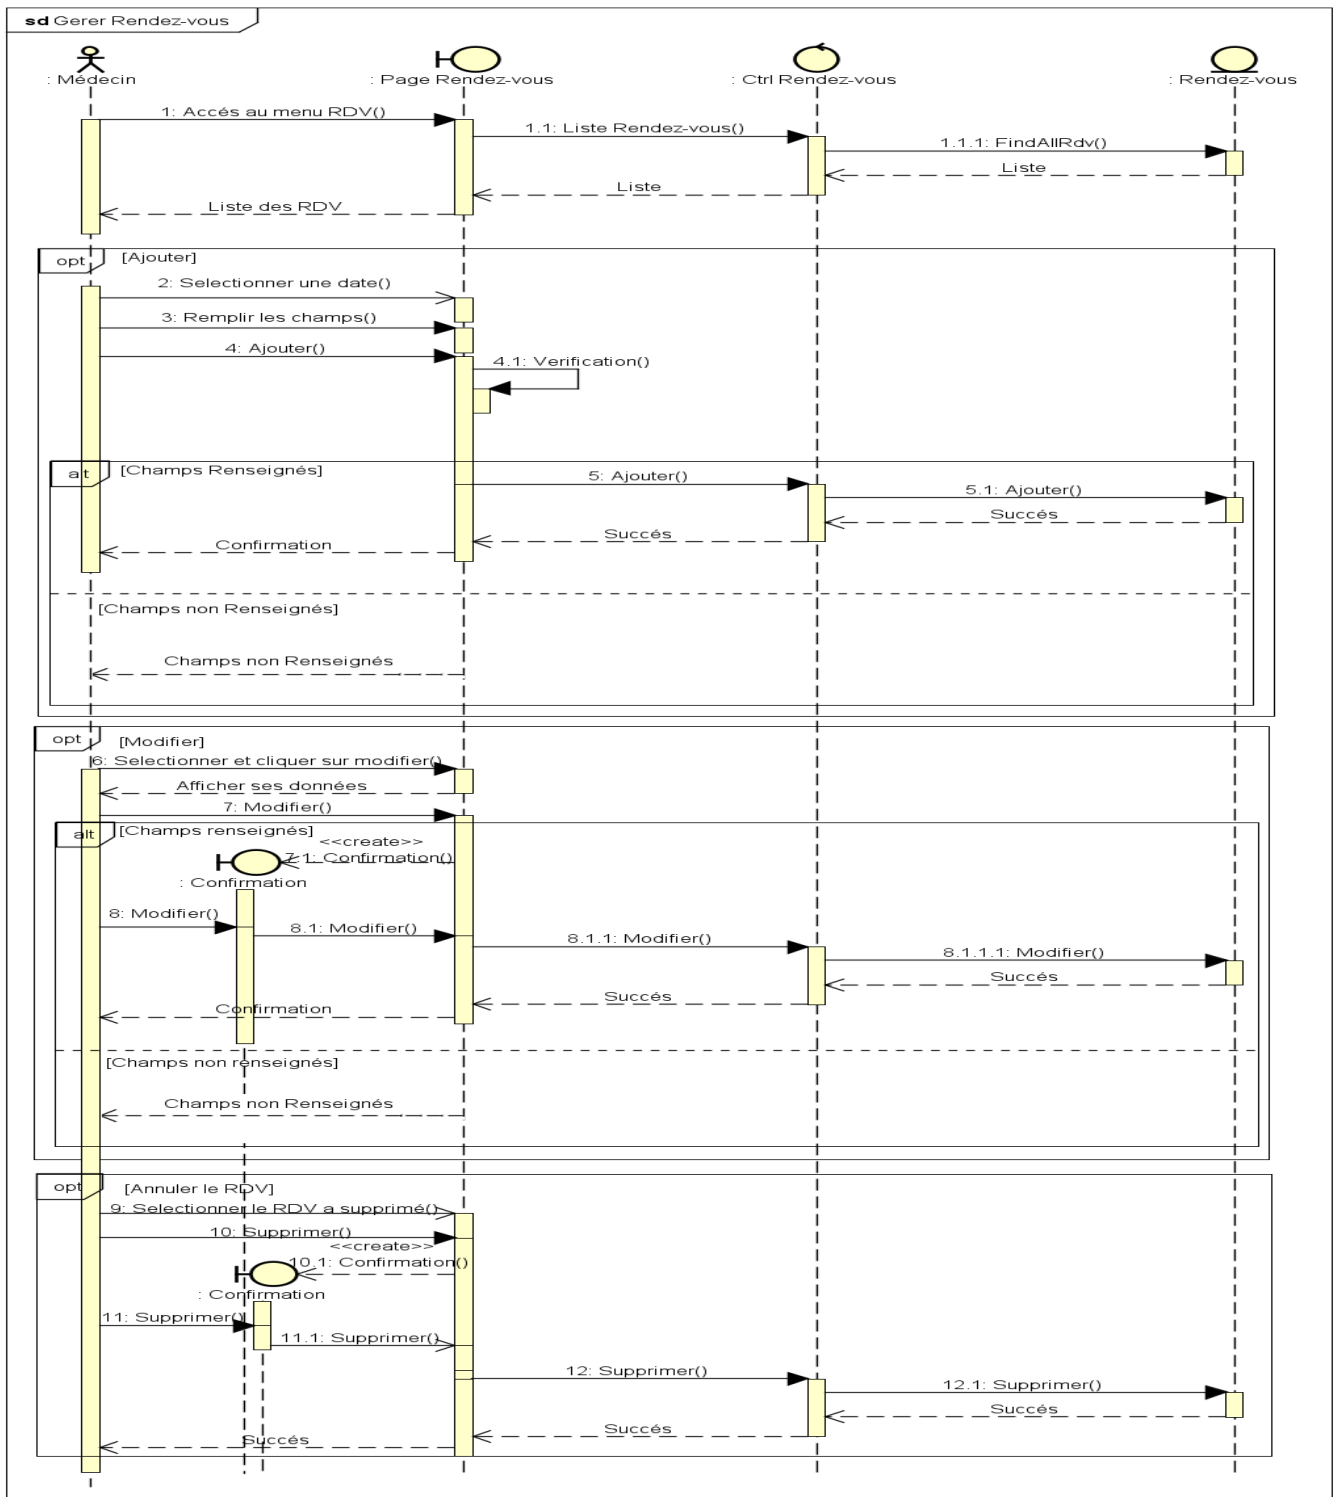 sd Gerer Rendez-vous
: Médecin
: Page Rendez-vous
: Ctrl Rendez-vous
: Rendez-vous
1: Accés au menu RDV()
1.1: Liste Rendez-vous()
1.1.1: FindAllRdv()
Liste
Liste
Liste des RDV
opt
[Ajouter]
2: Selectionner une date()
3: Remplir les champs()
4: Ajouter()
4.1: Verification()
alt
[Champs Renseignés]
5: Ajouter()
5.1: Ajouter()
Succés
Succés
Confirmation
[Champs non Renseignés]
Champs non Renseignés
opt
[Modifier]
6: Selectionner et cliquer sur modifier()
Afficher ses données
7: Modifier()
alt
[Champs renseignés]
<<create>>
7.1: Confirmation()
: Confirmation
8: Modifier()
8.1: Modifier()
8.1.1: Modifier()
8.1.1.1: Modifier()
Succés
Succés
Confirmation
[Champs non renseignés]
Champs non Renseignés
opt
[Annuler le RDV]
9: Selectionner le RDV a supprimé()
10: Supprimer()
<<create>>
10.1: Confirmation()
: Confirmation
11: Supprimer()
11.1: Supprimer()
12: Supprimer()
12.1: Supprimer()
Succés
Succés
Succés